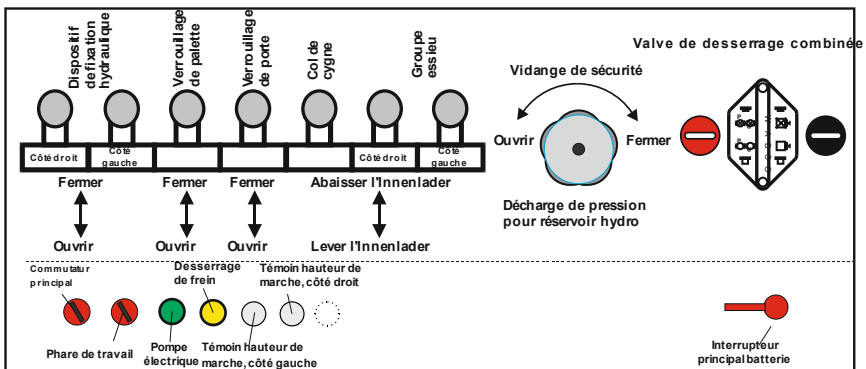 Dispositif
de fixation
hydraulique
Verrouillage
de palette
Verrouillage
de porte
Col de
cygne
Groupe
essieu
Côté droit
Côté
gauche
Côté droit
Côté
gauche
Fermer
Fermer
Fermer
Abaisser l'Innenlader
Ouvrir
Ouvrir
Ouvrir
Lever l'Innenlader
Vidange de sécurité
Ouvrir
Fermer
Décharge de pression
pour réservoir hydro
Valve de desserrage combinée
Commutatur
principal
Desserrage
de frein
Témoin hauteur de
marche, côté droit
Phare de travail
Pompe
électrique
Témoin hauteur de
marche, côté gauche
Interrupteur
principal batterie